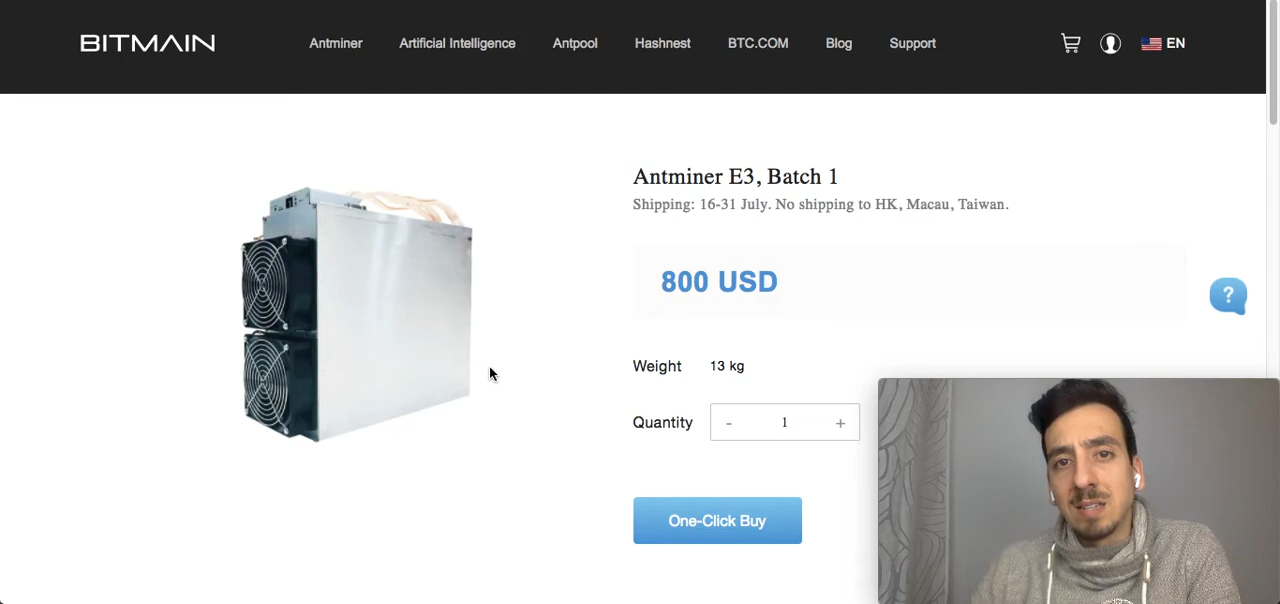 BITMAIN
Antminer Artificial Intelligence Antpool Hashnest BTC.COM Blog Support EN
Antminer E3, Batch 1
Shipping: 16-31 July. No shipping to HK, Macau, Taiwan.
800 USD
?
Weight 13 kg
Quantity - 1 +
One-Click Buy